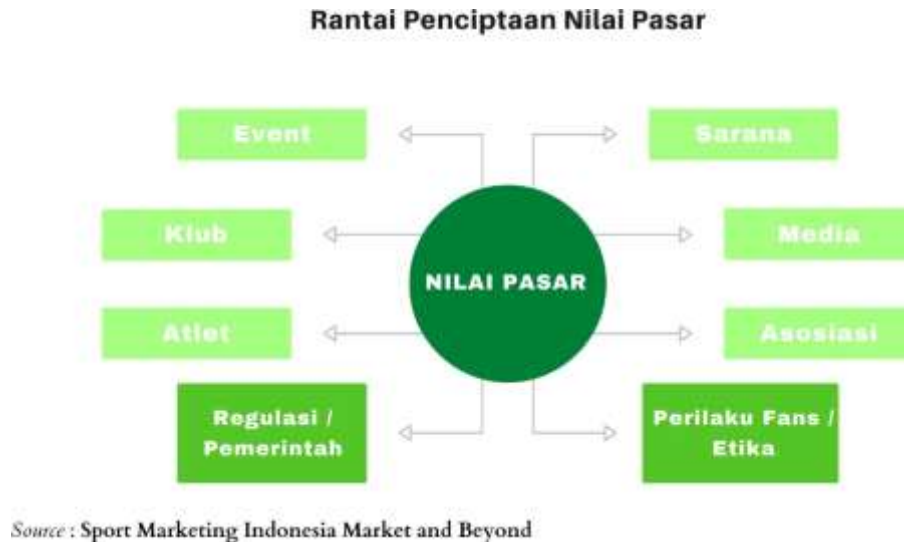 Rantai Penciptaan Nilai Pasar
Event
Sarana
Klub
Media
NILAI PASAR
Atlet
Asosiasi
Regulasi /
Pemerintah
Perilaku Fans /
Etika
Source : Sport Marketing Indonesia Market and Beyond